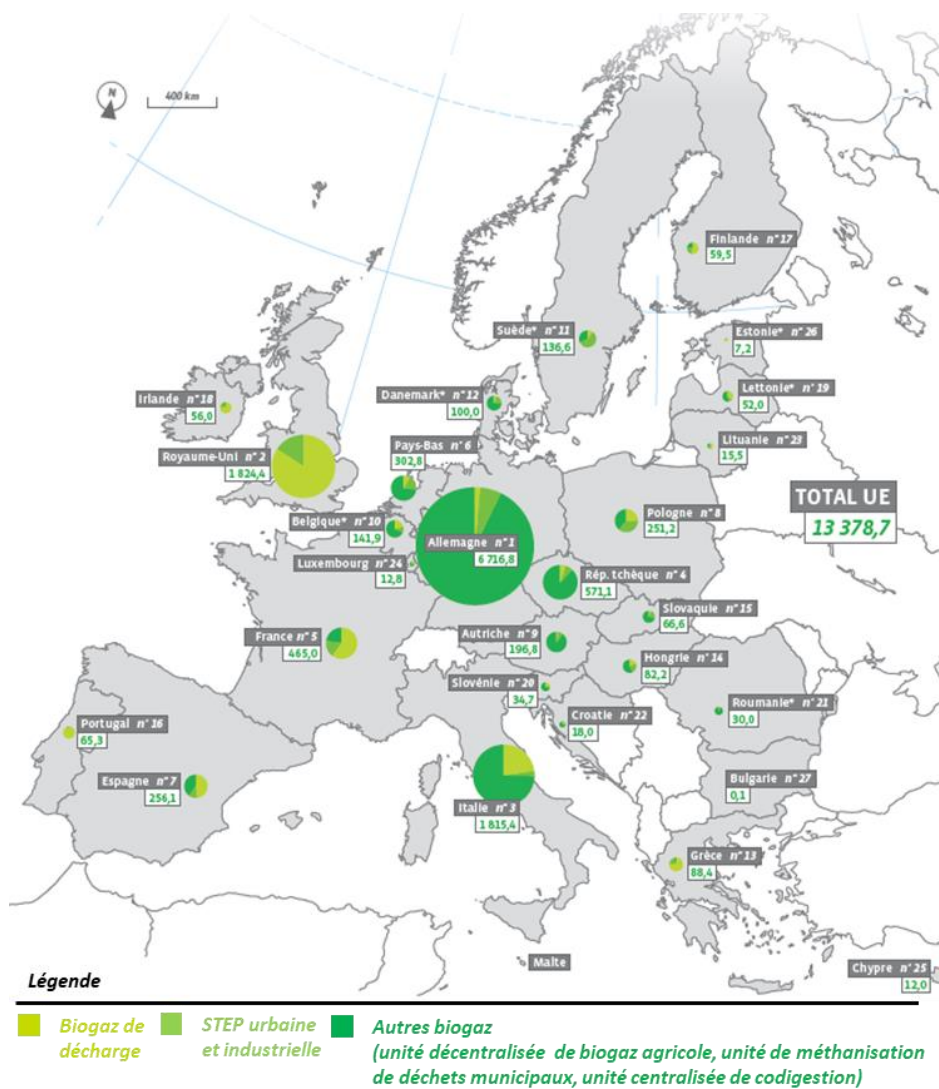 N
400 km
Finlande n°17
59,5
Suède* n°11
136,6
Estonie* n°26
7,2
Lettonie* n°19
52,0
Danemark* n°12
100,0
Irlande n°18
56,0
Lituanie n°23
15,5
Pays-Bas n°6
302,8
Royaume-Uni n°2
1 824,4
TOTAL UE
13 378,7
Pologne n°8
251,2
Belgique* n°10
141,9
Allemagne n°1
6 716,8
Luxembourg n°24
12,8
Rép. tchèque n°4
571,1
Slovaquie n°15
66,6
France n°5
465,0
Autriche n°9
196,8
Hongrie n°14
82,2
Slovénie n°20
34,7
Roumanie* n°21
30,0
Croatie n°22
18,0
Portugal n°16
65,3
Espagne n°7
256,1
Bulgarie n°27
0,1
Italie n°3
1 815,4
Grèce n°13
88,4
Malte
Chypre n°25
12,0
Légende
Biogaz de
décharge
STEP urbaine
et industrielle
Autres biogaz
(unité décentralisée de biogaz agricole, unité de méthanisation
de déchets municipaux, unité centralisée de codigestion)